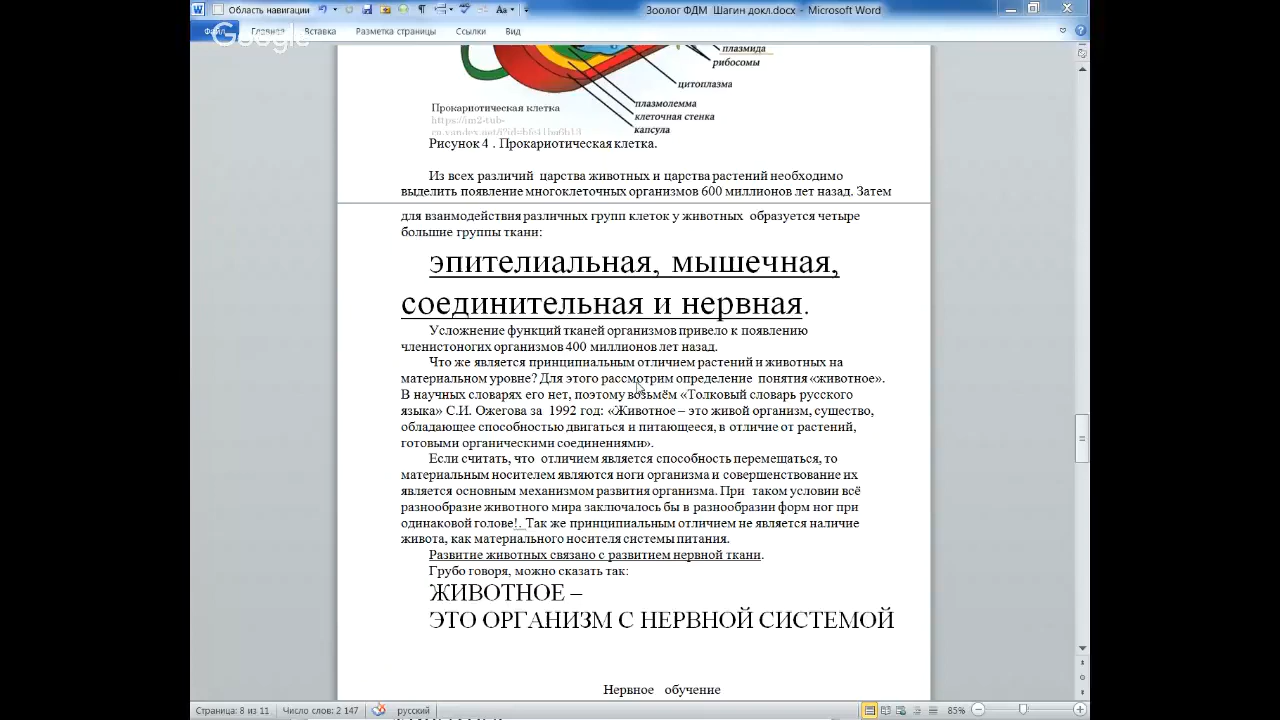 Область навигации
Зоолог ФДМ Шагин докл.docx - Microsoft Word
Файл Главная Вставка Разметка страницы Ссылки Вид
Google
плазмида
рибосомы
цитоплазма
плазмолемма
клеточная стенка
капсула
Прокариотическая клетка
https://im2-tub-
Рисунок 4 . Прокариотическая клетка.
Из всех различий царства животных и царства растений необходимо
выделить появление многоклеточных организмов 600 миллионов лет назад. Затем
для взаимодействия различных групп клеток у животных образуется четыре
большие группы ткани:
эпителиальная, мышечная,
соединительная и нервная.
Усложнение функций тканей организмов привело к появлению
членистоногих организмов 400 миллионов лет назад.
Что же является принципиальным отличием растений и животных на
материальном уровне? Для этого рассмотрим определение понятия «животное».
В научных словарях его нет, поэтому возьмём «Толковый словарь русского
языка» С.И. Ожегова за 1992 год: «Животное – это живой организм, существо,
обладающее способностью двигаться и питающееся, в отличие от растений,
готовыми органическими соединениями».
Если считать, что отличием является способность перемещаться, то
материальным носителем являются ноги организма и совершенствование их
является основным механизмом развития организма. При таком условии всё
разнообразие животного мира заключалось бы в разнообразии форм ног при
одинаковой голове!. Так же принципиальным отличием не является наличие
живота, как материального носителя системы питания.
Развитие животных связано с развитием нервной ткани.
Грубо говоря, можно сказать так:
ЖИВОТНОЕ –
ЭТО ОРГАНИЗМ С НЕРВНОЙ СИСТЕМОЙ
Нервное обучение
Страница: 8 из 11 Число слов: 2 147 русский 85%